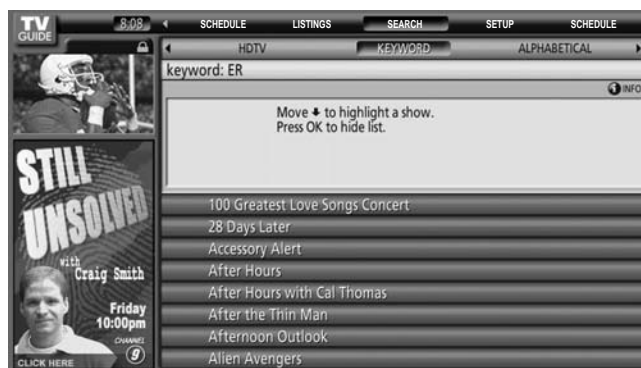 TV GUIDE
8:08
SCHEDULE LISTINGS SEARCH SETUP SCHEDULE
HDTV KEYWORD ALPHABETICAL
keyword: ER
INFO
Move to highlight a show.
Press OK to hide list.
100 Greatest Love Songs Concert
28 Days Later
Accessory Alert
After Hours
After Hours with Cal Thomas
After the Thin Man
Afternoon Outlook
Alien Avengers
STILL
UNSOLVED
with
Craig Smith
Friday
10:00pm
CHANNEL
9
CLICK HERE